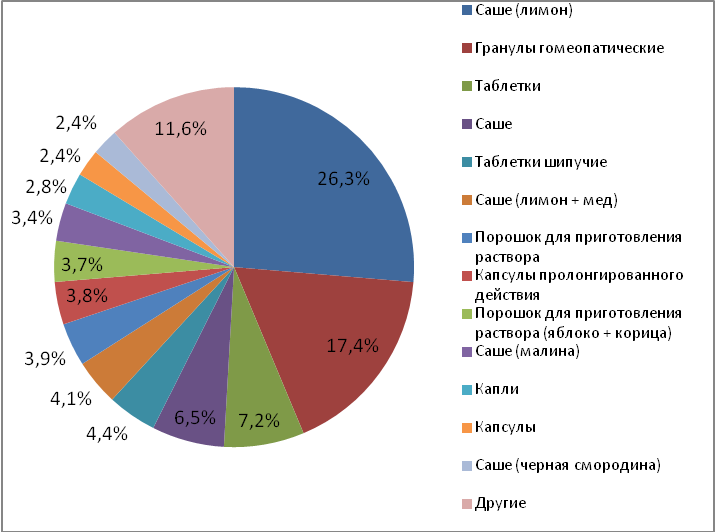 Саше (лимон)
Гранулы гомеопатические
Таблетки
Саше
Таблетки шипучие
Саше (лимон + мед)
Порошок для приготовления
раствора
Капсулы пролонгированного
действия
Порошок для приготовления
раствора (яблоко + корица)
Саше (малина)
Капли
Капсулы
Саше (черная смородина)
Другие
26,3%
17,4%
7,2%
6,5%
4,4%
4,1%
3,9%
3,8%
3,7%
3,4%
2,8%
2,4%
2,4%
11,6%